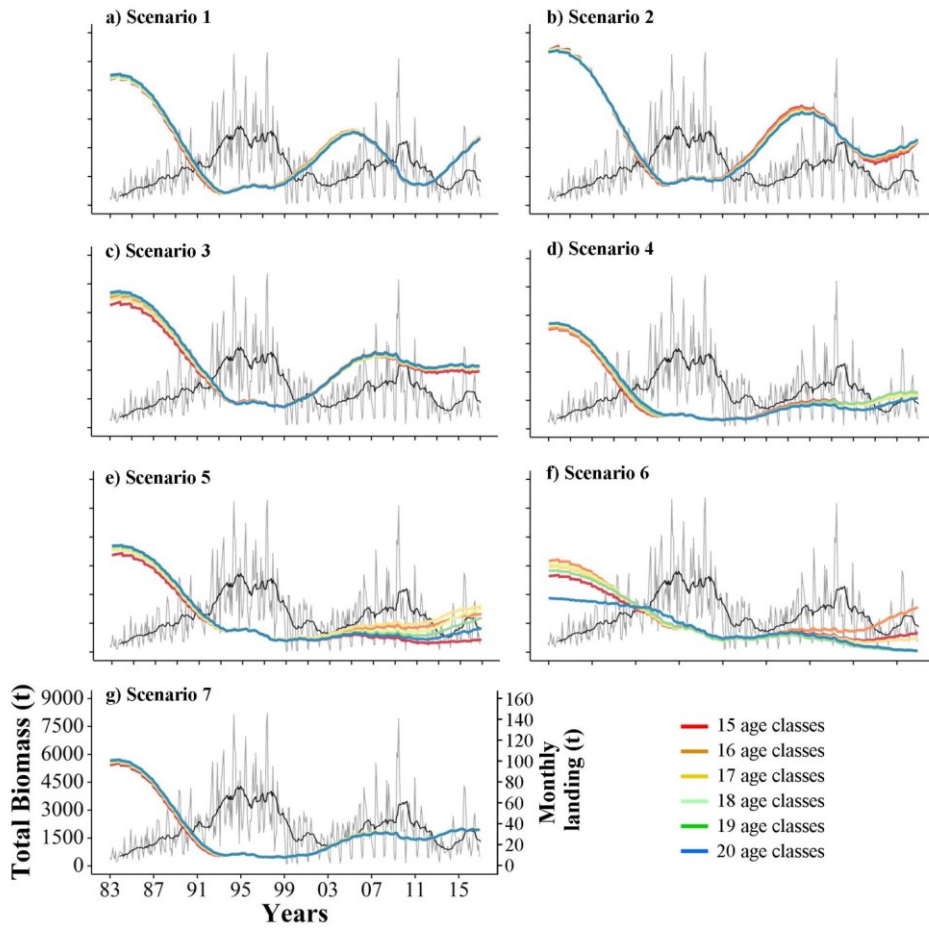 a) Scenario 1
b) Scenario 2
c) Scenario 3
d) Scenario 4
e) Scenario 5
f) Scenario 6
g) Scenario 7
Total Biomass (t)
9000
7500
6000
4500
3000
1500
0
160
140
120
100
80
60
40
20
0
Monthly
landing (t)
83 87 91 95 99 03 07 11 15
Years
15 age classes
16 age classes
17 age classes
18 age classes
19 age classes
20 age classes